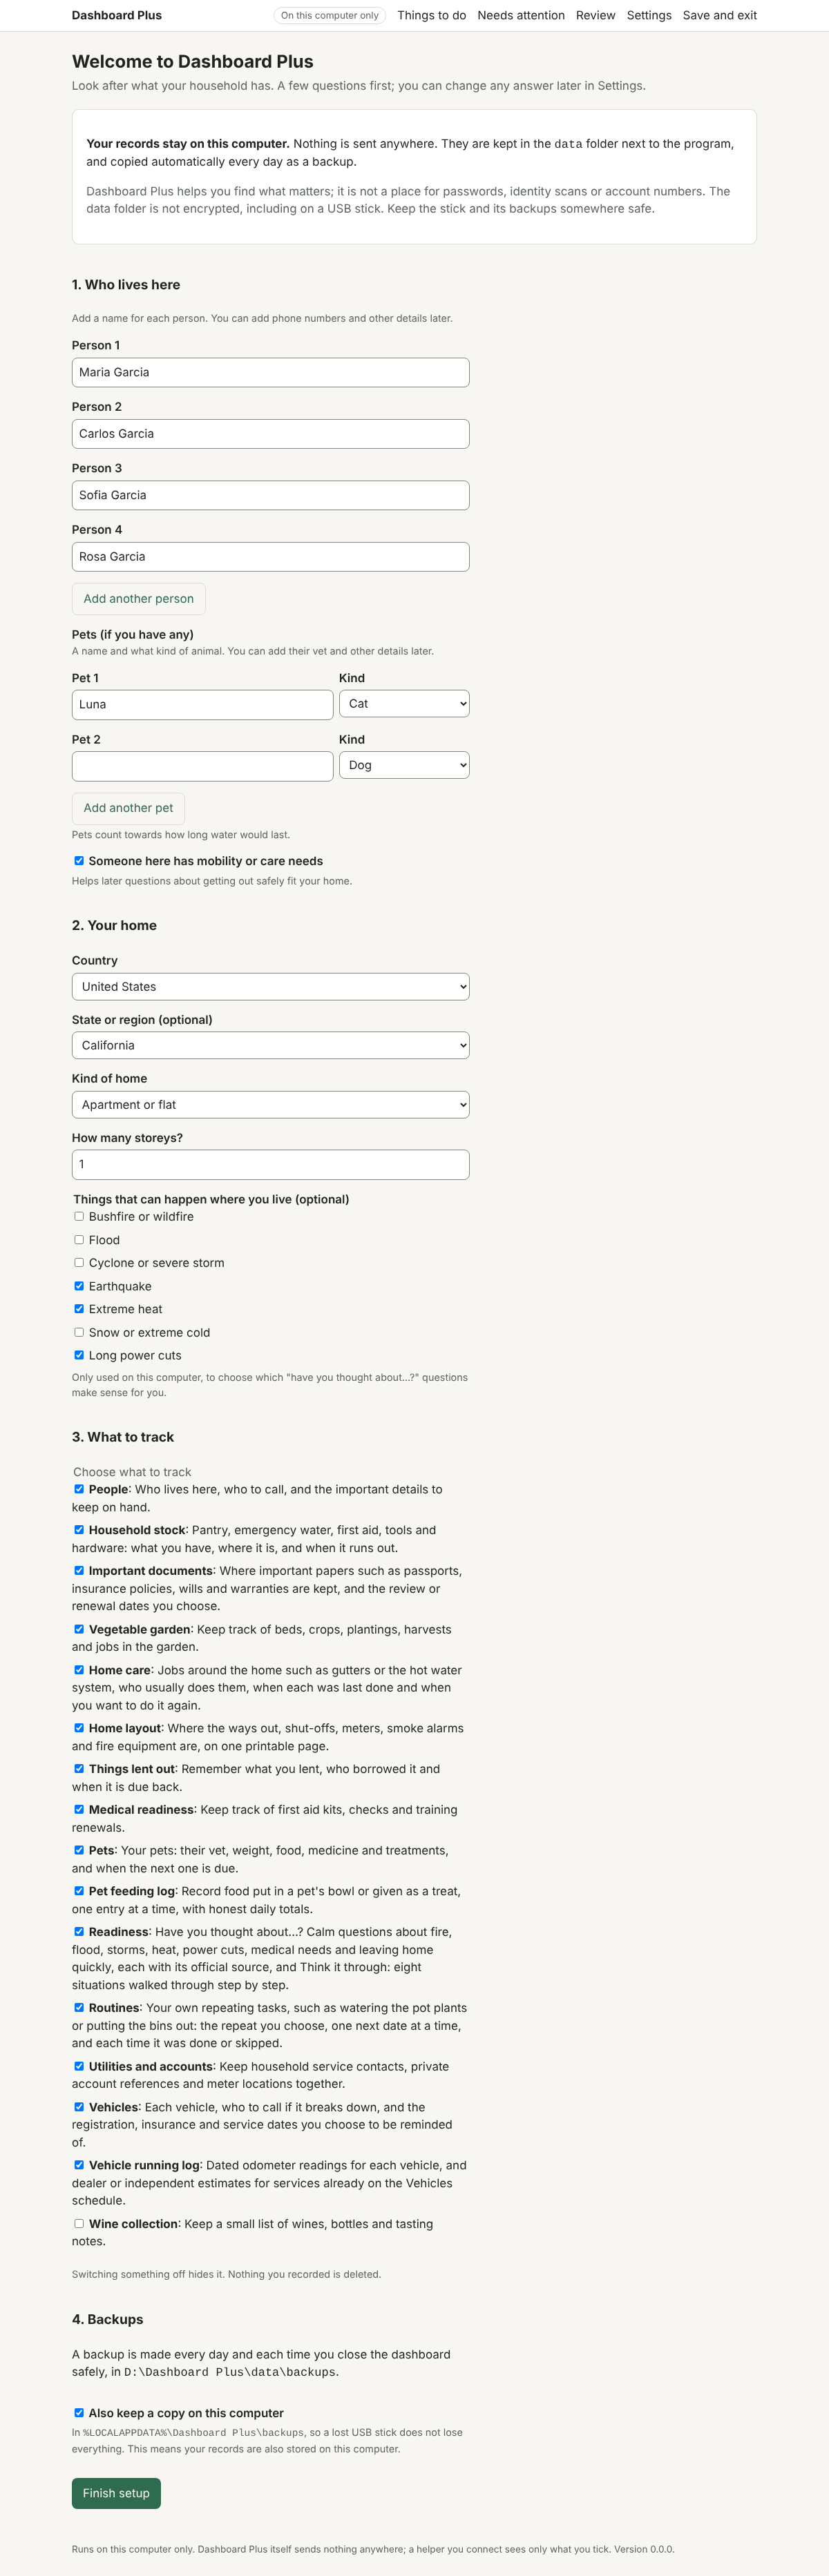 Dashboard Plus
On this computer only
Things to do
Needs attention
Review
Settings
Save and exit
Welcome to Dashboard Plus
Look after what your household has. A few questions first; you can change any answer later in Settings.
Your records stay on this computer. Nothing is sent anywhere. They are kept in the data folder next to the program,
and copied automatically every day as a backup.
Dashboard Plus helps you find what matters; it is not a place for passwords, identity scans or account numbers. The
data folder is not encrypted, including on a USB stick. Keep the stick and its backups somewhere safe.
1. Who lives here
Add a name for each person. You can add phone numbers and other details later.
Person 1
Maria Garcia
Person 2
Carlos Garcia
Person 3
Sofia Garcia
Person 4
Rosa Garcia
Add another person
Pets (if you have any)
A name and what kind of animal. You can add their vet and other details later.
Pet 1 Kind
Luna Cat
Pet 2 Kind
Dog
Add another pet
Pets count towards how long water would last.
Someone here has mobility or care needs
Helps later questions about getting out safely fit your home.
2. Your home
Country
United States
State or region (optional)
California
Kind of home
Apartment or flat
How many storeys?
1
Things that can happen where you live (optional)
Bushfire or wildfire
Flood
Cyclone or severe storm
Earthquake
Extreme heat
Snow or extreme cold
Long power cuts
Only used on this computer, to choose which "have you thought about...?" questions
make sense for you.
3. What to track
Choose what to track
People: Who lives here, who to call, and the important details to
keep on hand.
Household stock: Pantry, emergency water, first aid, tools and
hardware: what you have, where it is, and when it runs out.
Important documents: Where important papers such as passports,
insurance policies, wills and warranties are kept, and the review or
renewal dates you choose.
Vegetable garden: Keep track of beds, crops, plantings, harvests
and jobs in the garden.
Home care: Jobs around the home such as gutters or the hot water
system, who usually does them, when each was last done and when
you want to do it again.
Home layout: Where the ways out, shut-offs, meters, smoke alarms
and fire equipment are, on one printable page.
Things lent out: Remember what you lent, who borrowed it and
when it is due back.
Medical readiness: Keep track of first aid kits, checks and training
renewals.
Pets: Your pets: their vet, weight, food, medicine and treatments,
and when the next one is due.
Pet feeding log: Record food put in a pet's bowl or given as a treat,
one entry at a time, with honest daily totals.
Readiness: Have you thought about...? Calm questions about fire,
flood, storms, heat, power cuts, medical needs and leaving home
quickly, each with its official source, and Think it through: eight
situations walked through step by step.
Routines: Your own repeating tasks, such as watering the pot plants
or putting the bins out: the repeat you choose, one next date at a time,
and each time it was done or skipped.
Utilities and accounts: Keep household service contacts, private
account references and meter locations together.
Vehicles: Each vehicle, who to call if it breaks down, and the
registration, insurance and service dates you choose to be reminded
of.
Vehicle running log: Dated odometer readings for each vehicle, and
dealer or independent estimates for services already on the Vehicles
schedule.
Wine collection: Keep a small list of wines, bottles and tasting
notes.
Switching something off hides it. Nothing you recorded is deleted.
4. Backups
A backup is made every day and each time you close the dashboard
safely, in D:\Dashboard Plus\data\backups.
Also keep a copy on this computer
In %LOCALAPPDATA%\Dashboard Plus\backups, so a lost USB stick does not lose
everything. This means your records are also stored on this computer.
Finish setup
Runs on this computer only. Dashboard Plus itself sends nothing anywhere; a helper you connect sees only what you tick. Version 0.0.0.